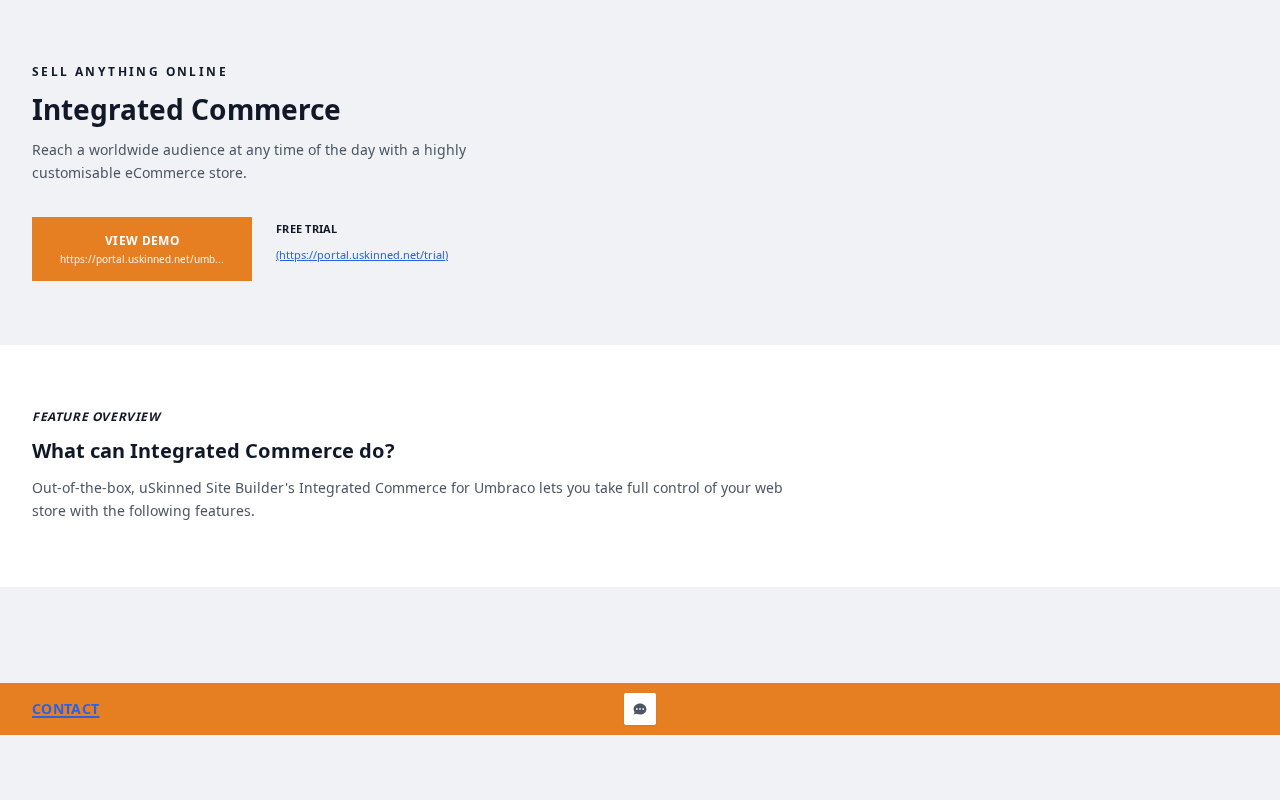 SELL ANYTHING ONLINE
Integrated Commerce
Reach a worldwide audience at any time of the day with a highly
customisable eCommerce store.
VIEW DEMO
https://portal.uskinned.net/umb...
FREE TRIAL
(https://portal.uskinned.net/trial)
FEATURE OVERVIEW
What can Integrated Commerce do?
Out-of-the-box, uSkinned Site Builder's Integrated Commerce for Umbraco lets you take full control of your web
store with the following features.
CONTACT